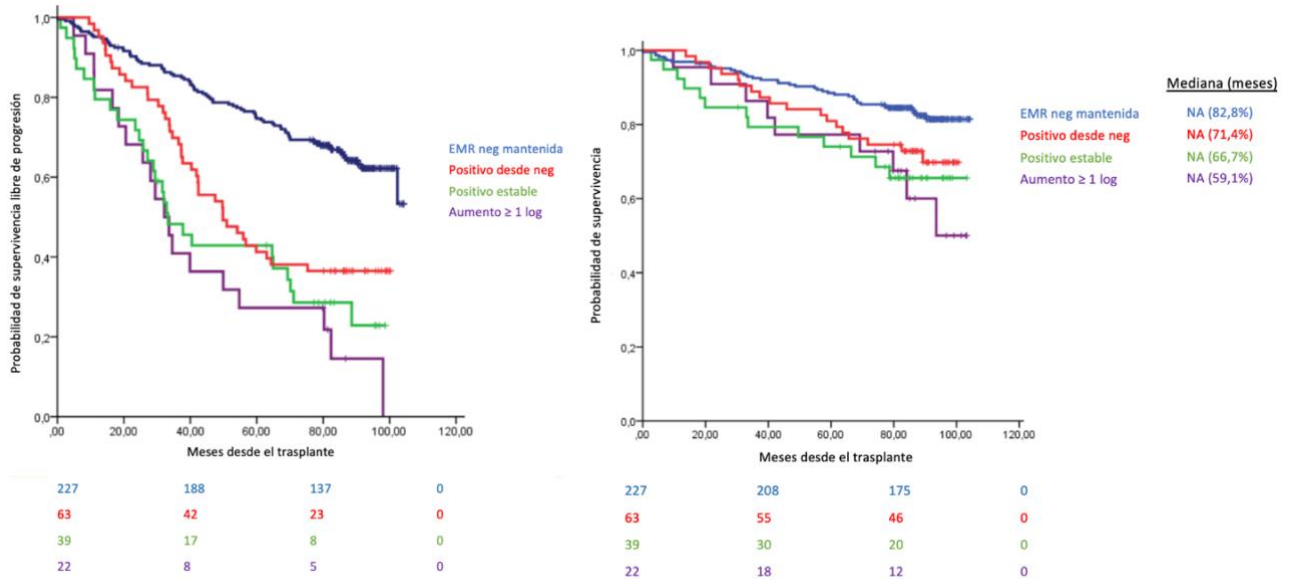 Probabilidad de supervivencia libre de progresión
1,0
0,8
0,6
0,4
0,2
0,0
,00 20,00 40,00 60,00 80,00 100,00 120,00
Meses desde el trasplante
EMR neg mantenida
Positivo desde neg
Positivo estable
Aumento ≥ 1 log
227 188 137 0
63 42 23 0
39 17 8 0
22 8 5 0
Probabilidad de supervivencia
1,0
0,8
0,6
0,4
0,2
0,0
,00 20,00 40,00 60,00 80,00 100,00 120,00
Meses desde el trasplante
Mediana (meses)
EMR neg mantenida NA (82,8%)
Positivo desde neg NA (71,4%)
Positivo estable NA (66,7%)
Aumento ≥ 1 log NA (59,1%)
227 208 175 0
63 55 46 0
39 30 20 0
22 18 12 0